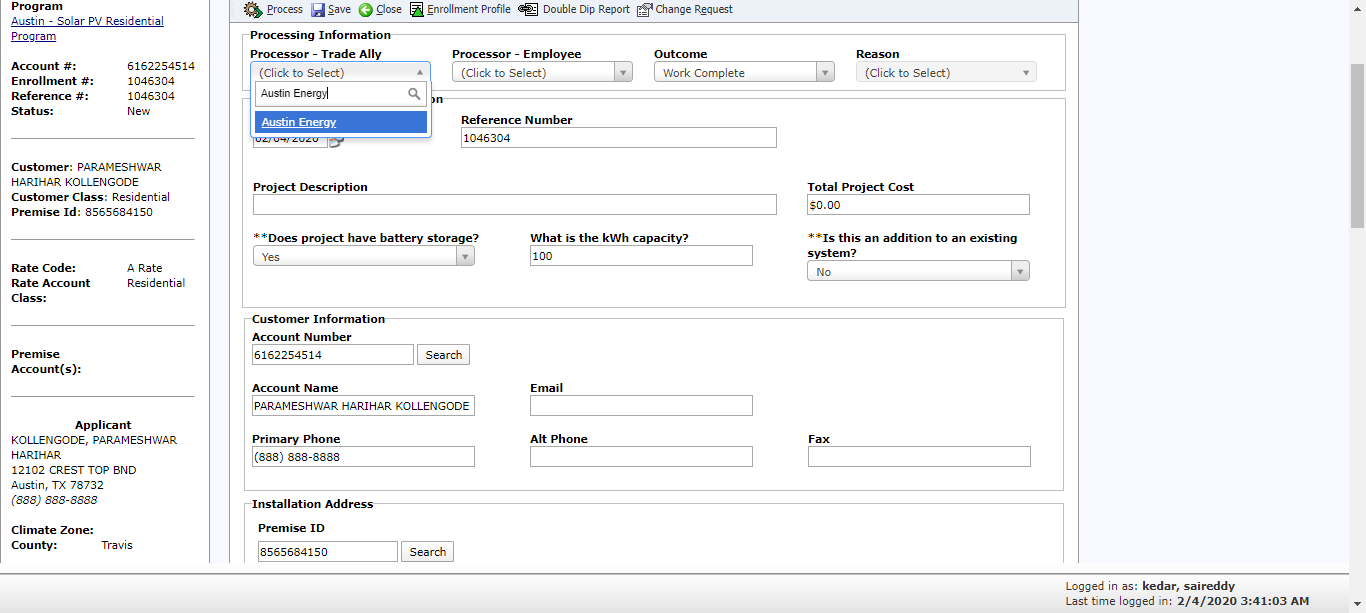 Program
Austin - Solar PV Residential
Program
Account #: 6162254514
Enrollment #: 1046304
Reference #: 1046304
Status: New
Customer: PARAMESHWAR
HARIHAR KOLLENGODE
Customer Class: Residential
Premise Id: 8565684150
Rate Code: A Rate
Rate Account Residential
Class:
Premise
Account(s):
Applicant
KOLLENGODE, PARAMESHWAR
HARIHAR
12102 CREST TOP BND
Austin, TX 78732
(888) 888-8888
Climate Zone:
County: Travis
Process Save Close Enrollment Profile Double Dip Report Change Request
Processing Information
Processor - Trade Ally Processor - Employee Outcome Reason
(Click to Select) (Click to Select) Work Complete (Click to Select)
Austin Energy
Austin Energy
Reference Number
02/04/2020 1046304
Project Description Total Project Cost
$0.00
**Does project have battery storage? What is the kWh capacity? **Is this an addition to an existing
system?
Yes 100 No
Customer Information
Account Number
6162254514 Search
Account Name Email
PARAMESHWAR HARIHAR KOLLENGODE
Primary Phone Alt Phone Fax
(888) 888-8888
Installation Address
Premise ID
8565684150 Search
Logged in as: kedar, saireddy
Last time logged in: 2/4/2020 3:41:03 AM